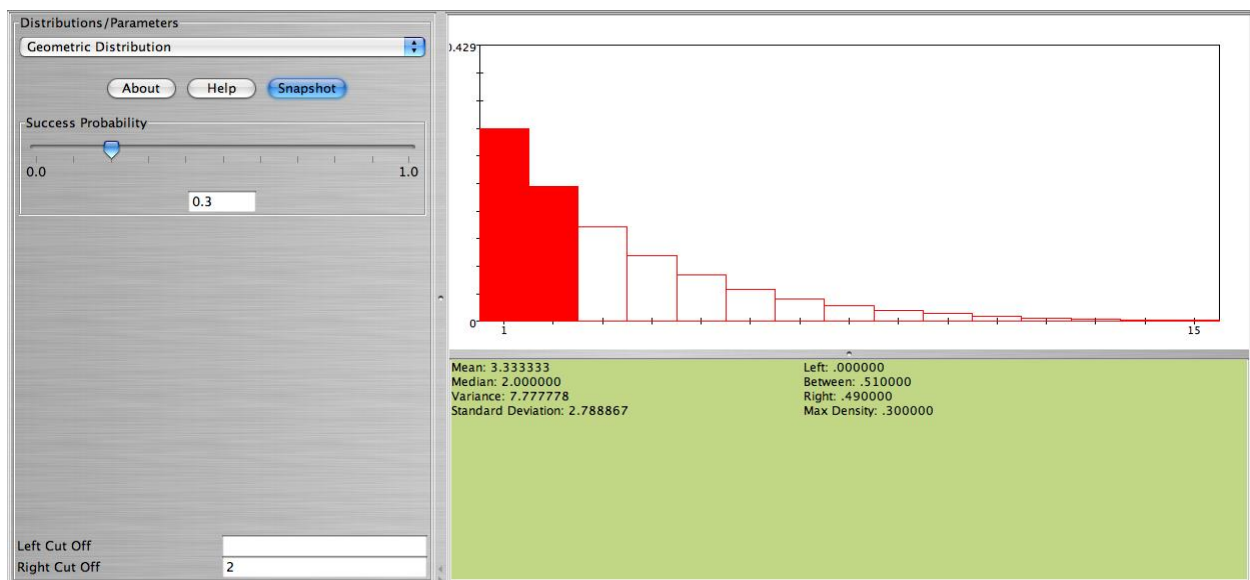 Distributions/Parameters
Geometric Distribution
About Help Snapshot
Success Probability
0.0 1.0
0.3
Left Cut Off
Right Cut Off 2
0.429
0
1 15
Mean: 3.333333
Median: 2.000000
Variance: 7.777778
Standard Deviation: 2.788867
Left: .000000
Between: .510000
Right: .490000
Max Density: .300000